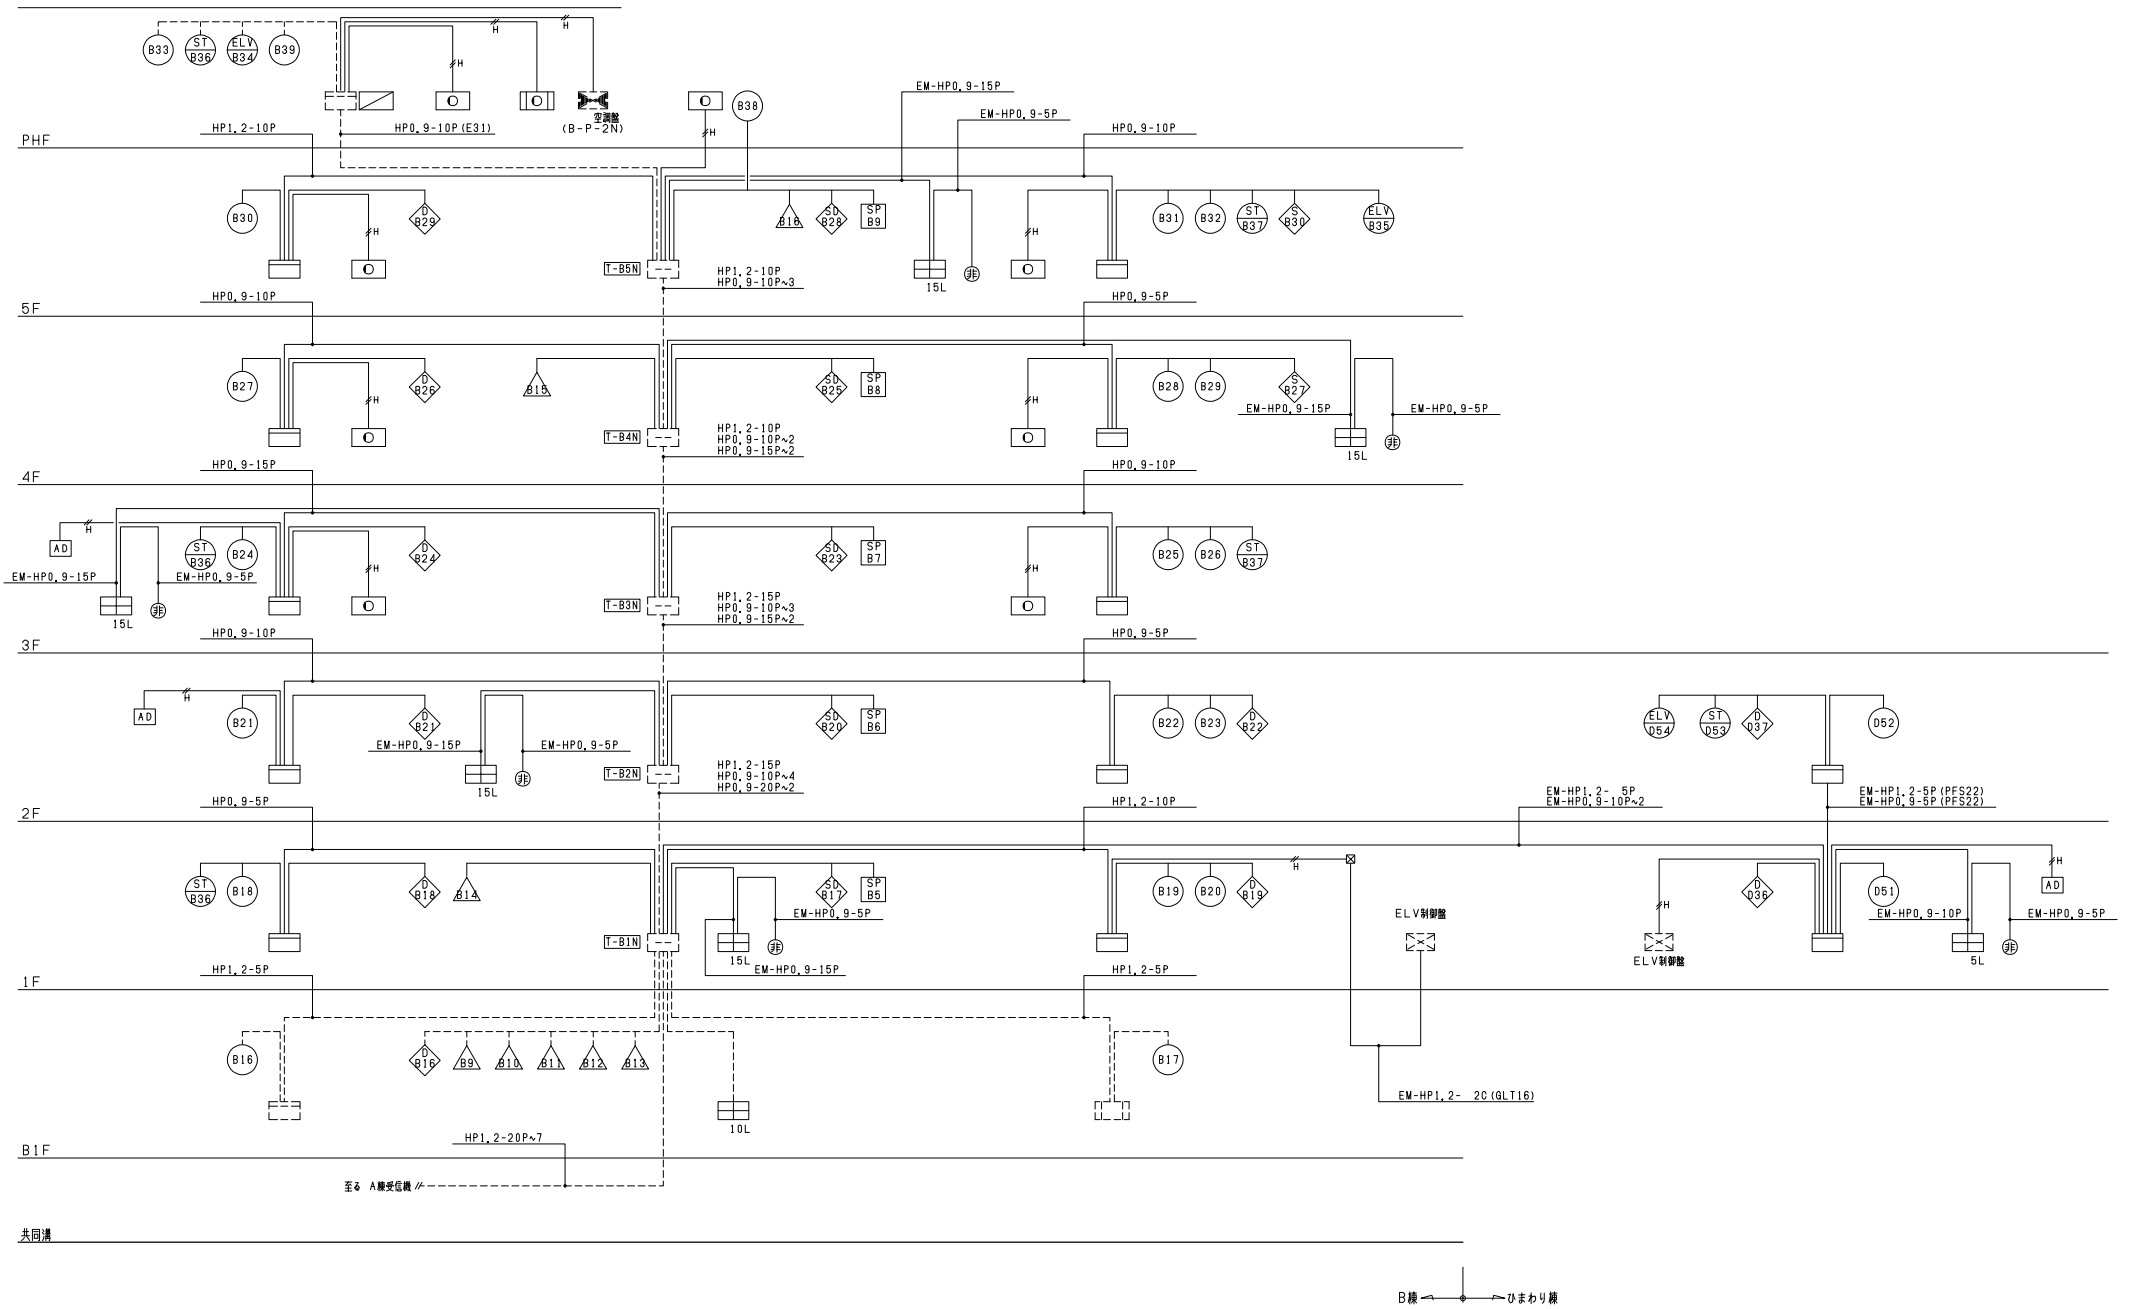 H
H
B33
ST
B36
ELV
B34
B39
H
EM-HP0.9-15P
B38
空調盤
(B-P-2N)
EM-HP0.9-5P
HP1.2-10P
HP0.9-10P(E31)
H
HP0.9-10P
PHF
B30
D
B29
B16
SD
B28
SP
B9
B31
B32
ST
B37
S
B30
ELV
B35
H
H
T-B5N
HP1.2-10P
HP0.9-10P~3
15L
非
HP0.9-10P
HP0.9-5P
5F
B27
D
B26
B15
SD
B25
SP
B8
B28
B29
S
B27
H
H
EM-HP0.9-15P
EM-HP0.9-5P
T-B4N
HP1.2-10P
HP0.9-10P~2
HP0.9-15P~2
15L
非
HP0.9-15P
HP0.9-10P
4F
H
AD
ST
B36
B24
D
B24
SD
B23
SP
B7
B25
B26
ST
B37
H
H
EM-HP0.9-15P
EM-HP0.9-5P
15L
非
T-B3N
HP1.2-15P
HP0.9-10P~3
HP0.9-15P~2
HP0.9-10P
HP0.9-5P
3F
H
AD
B21
D
B21
SD
B20
SP
B6
B22
B23
D
B22
ELV
D54
ST
D53
D
D37
D52
EM-HP0.9-15P
EM-HP0.9-5P
15L
非
T-B2N
HP1.2-15P
HP0.9-10P~4
HP0.9-20P~2
EM-HP1.2- 5P
EM-HP0.9-10P~2
EM-HP1.2-5P(PFS22)
EM-HP0.9-5P(PFS22)
HP0.9-5P
HP1.2-10P
2F
H
H
ST
B36
B18
D
B18
B14
SD
B17
SP
B5
B19
B20
D
B19
D
D36
D51
AD
H
EM-HP0.9-5P
ELV制御盤
EM-HP0.9-10P
EM-HP0.9-5P
T-B1N
15L
非
EM-HP0.9-15P
ELV制御盤
5L
非
HP1.2-5P
HP1.2-5P
1F
B16
D
B16
B9
B10
B11
B12
B13
B17
10L
EM-HP1.2- 2C(GLT16)
HP1.2-20P~7
B1F
至る A棟受信機
共同溝
B棟
ひまわり棟